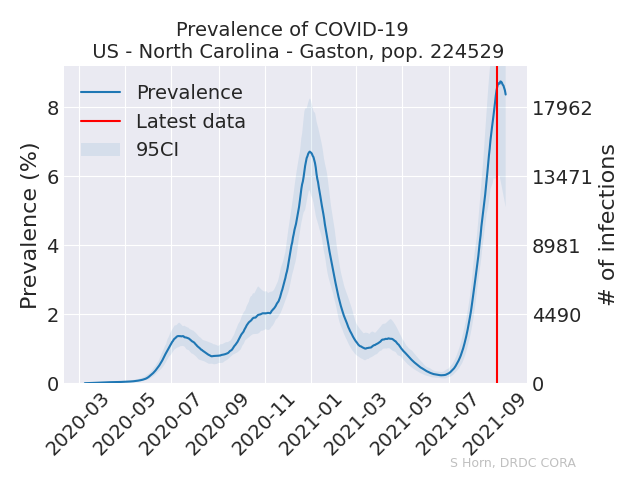 Prevalence of COVID-19
US - North Carolina - Gaston, pop. 224529
Prevalence
Latest data
95CI
Prevalence (%)
8
6
4
2
0
17962
13471
8981
4490
0
# of infections
2020-03
2020-05
2020-07
2020-09
2020-11
2021-01
2021-03
2021-05
2021-07
2021-09
S Horn, DRDC CORA